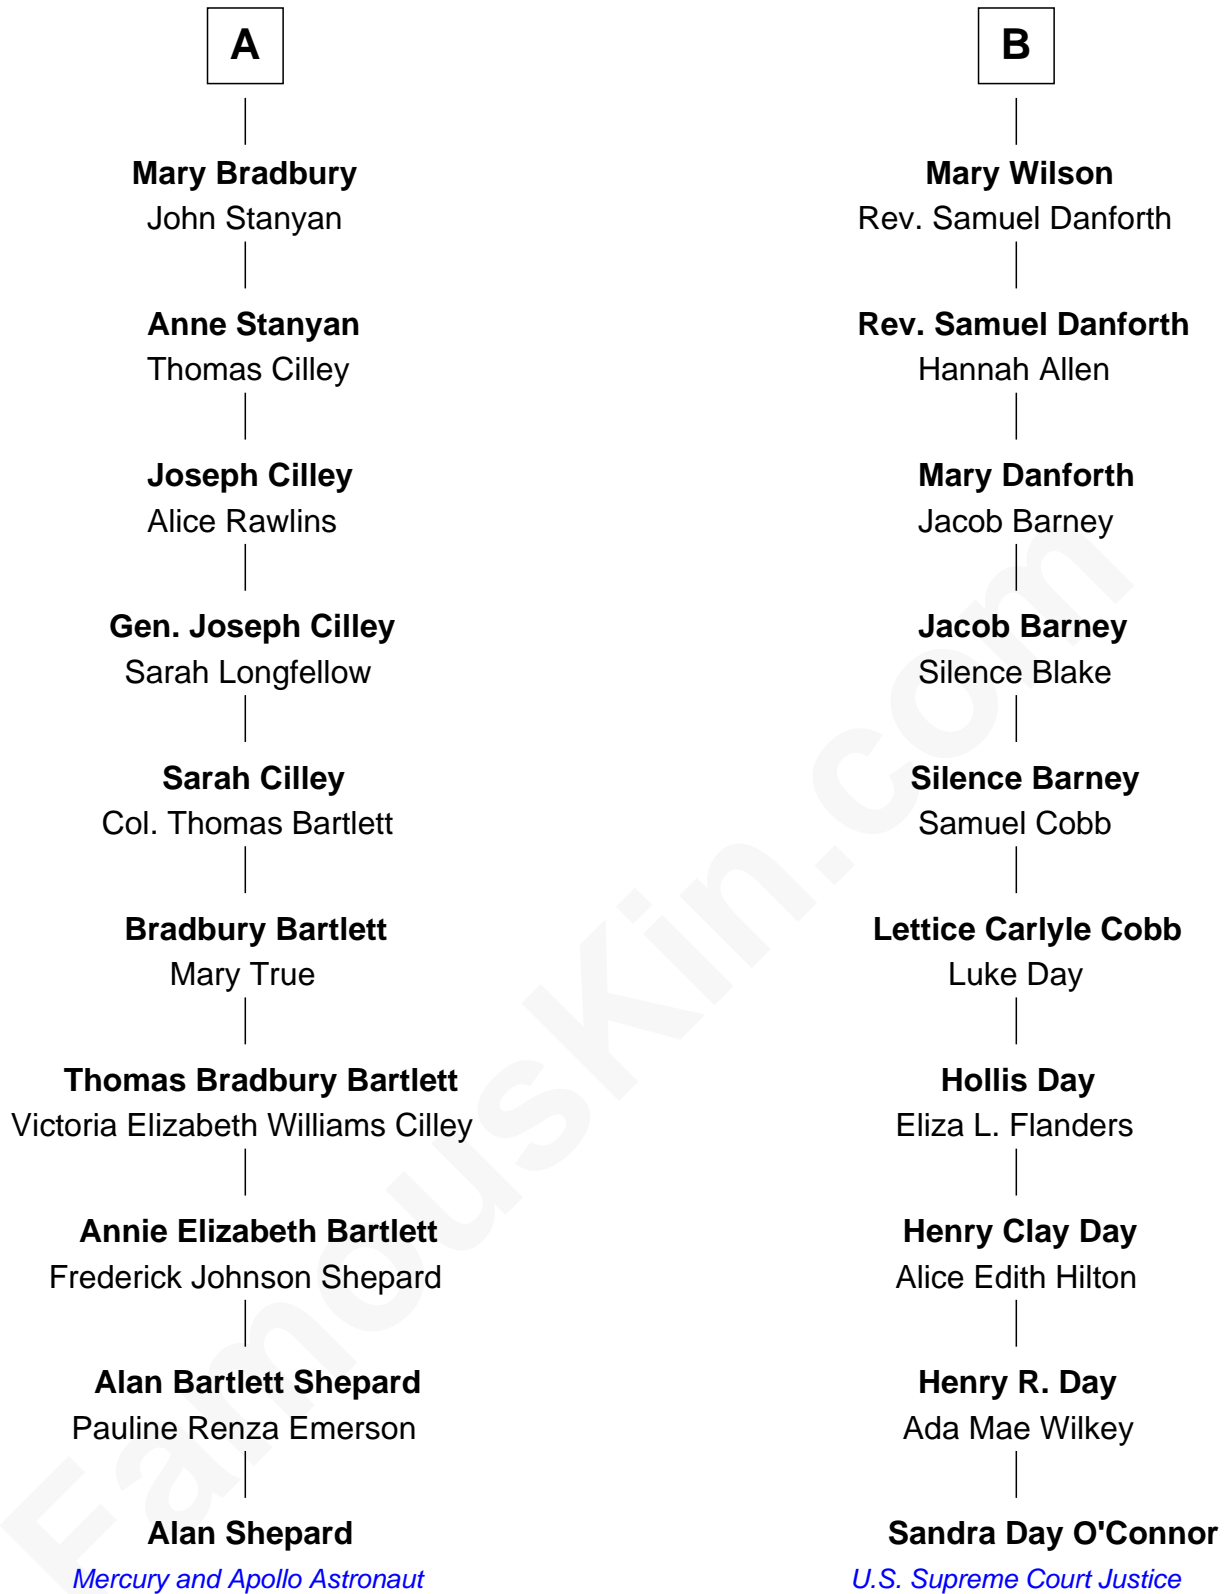 A
Mary Bradbury
John Stanyan
Anne Stanyan
Thomas Cilley
Joseph Cilley
Alice Rawlins
Gen. Joseph Cilley
Sarah Longfellow
Sarah Cilley
Col. Thomas Bartlett
Bradbury Bartlett
Mary True
Thomas Bradbury Bartlett
Victoria Elizabeth Williams Cilley
Annie Elizabeth Bartlett
Frederick Johnson Shepard
Alan Bartlett Shepard
Pauline Renza Emerson
Alan Shepard
Mercury and Apollo Astronaut
B
Mary Wilson
Rev. Samuel Danforth
Rev. Samuel Danforth
Hannah Allen
Mary Danforth
Jacob Barney
Jacob Barney
Silence Blake
Silence Barney
Samuel Cobb
Lettice Carlyle Cobb
Luke Day
Hollis Day
Eliza L. Flanders
Henry Clay Day
Alice Edith Hilton
Henry R. Day
Ada Mae Wilkey
Sandra Day O'Connor
U.S. Supreme Court Justice
FamousKin.com